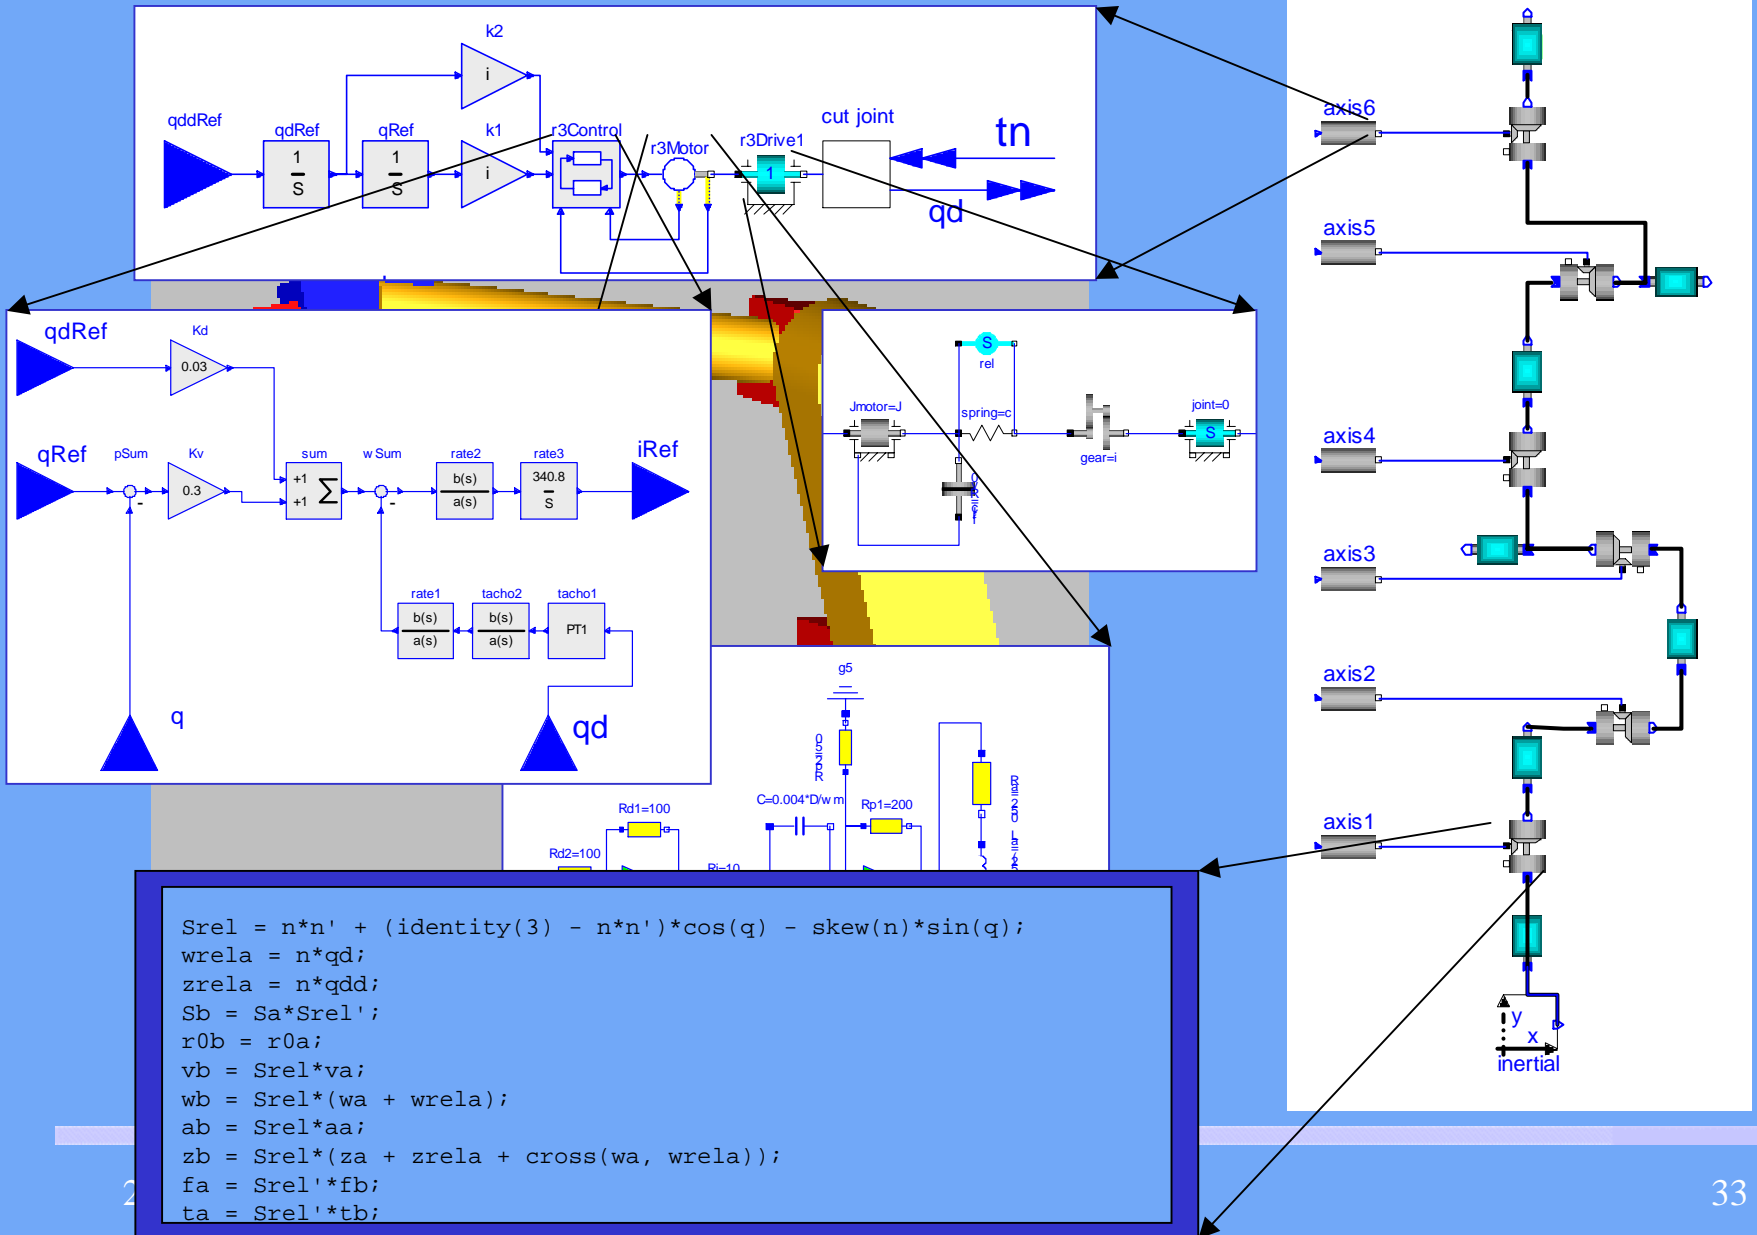 k2
i
qddRef
qdRef
qRef
k1
r3Control
r3Motor
r3Drive1
cut joint
tn
1
S
1
S
i
1
qd
qdRef
Kd
0.03
qRef
pSum
Kv
sum
w Sum
rate2
rate3
iRef
0.3
+1
+1
Σ
b(s)
a(s)
340.8
S
-
-
rate1
tacho2
tacho1
b(s)
a(s)
b(s)
a(s)
PT1
q
qd
S
rel
Jmotor=J
spring=c
joint=0
S
gear=i
g5
Rd1=100
C=0.004*D/w m
Rp1=200
Rd2=100
Ri=10
axis6
axis5
axis4
axis3
axis2
axis1
y
x
inertial
Srel = n*n' + (identity(3) - n*n')*cos(q) - skew(n)*sin(q);
wrela = n*qd;
zrela = n*qdd;
Sb = Sa*Srel';
r0b = r0a;
vb = Srel*va;
wb = Srel*(wa + wrela);
ab = Srel*aa;
zb = Srel*(za + zrela + cross(wa, wrela));
fa = Srel'*fb;
ta = Srel'*tb;
33